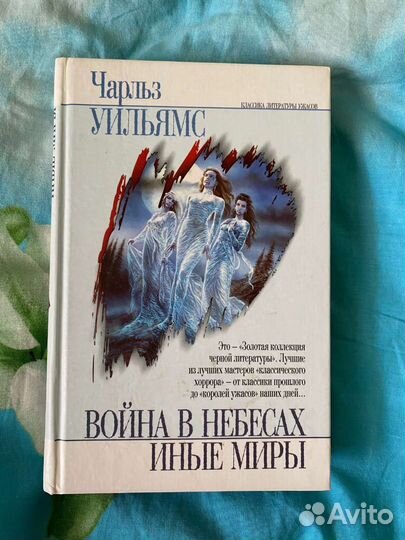 Чарльз
УИЛЬЯМС
КЛАССИКА ЛИТЕРАТУРЫ УЖАСОВ
Это – «Золотая коллекция
черной литературы». Лучшие
из лучших мастеров «классического
хоррора» – от классики прошлого
до «королей ужасов» наших дней...
ВОЙНА В НЕБЕСАХ
ИНЫЕ МИРЫ
Avito